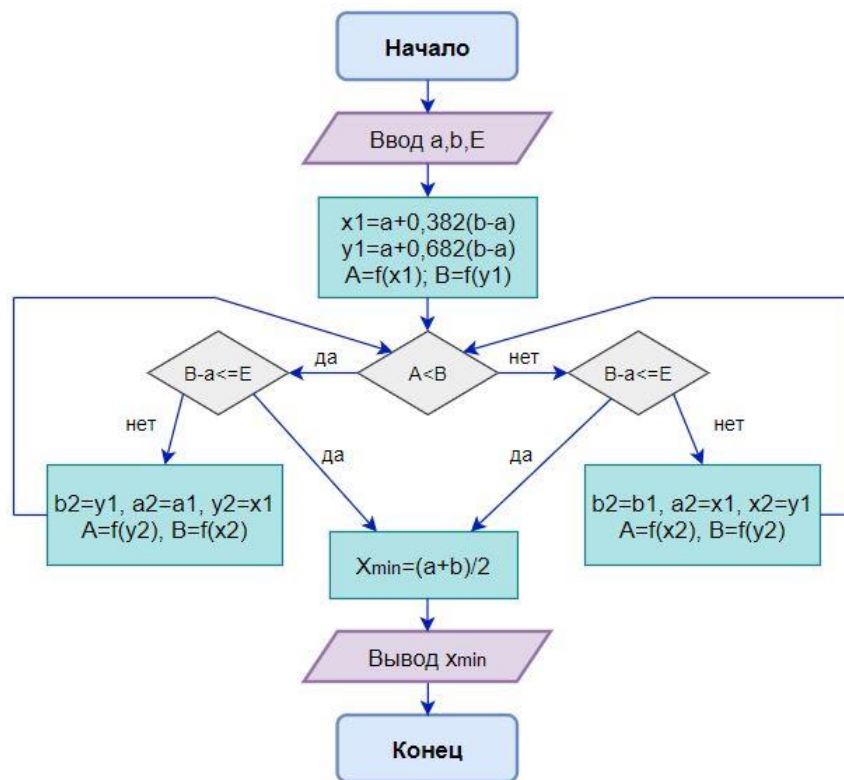 Начало
Ввод a,b,E
x1=a+0,382(b-a)
y1=a+0,682(b-a)
A=f(x1); B=f(y1)
B-a<=E
да
A<B
нет
B-a<=E
нет
да
да
нет
b2=y1, a2=a1, y2=x1
A=f(y2), B=f(x2)
b2=b1, a2=x1, x2=y1
A=f(x2), B=f(y2)
Xmin=(a+b)/2
Вывод xmin
Конец